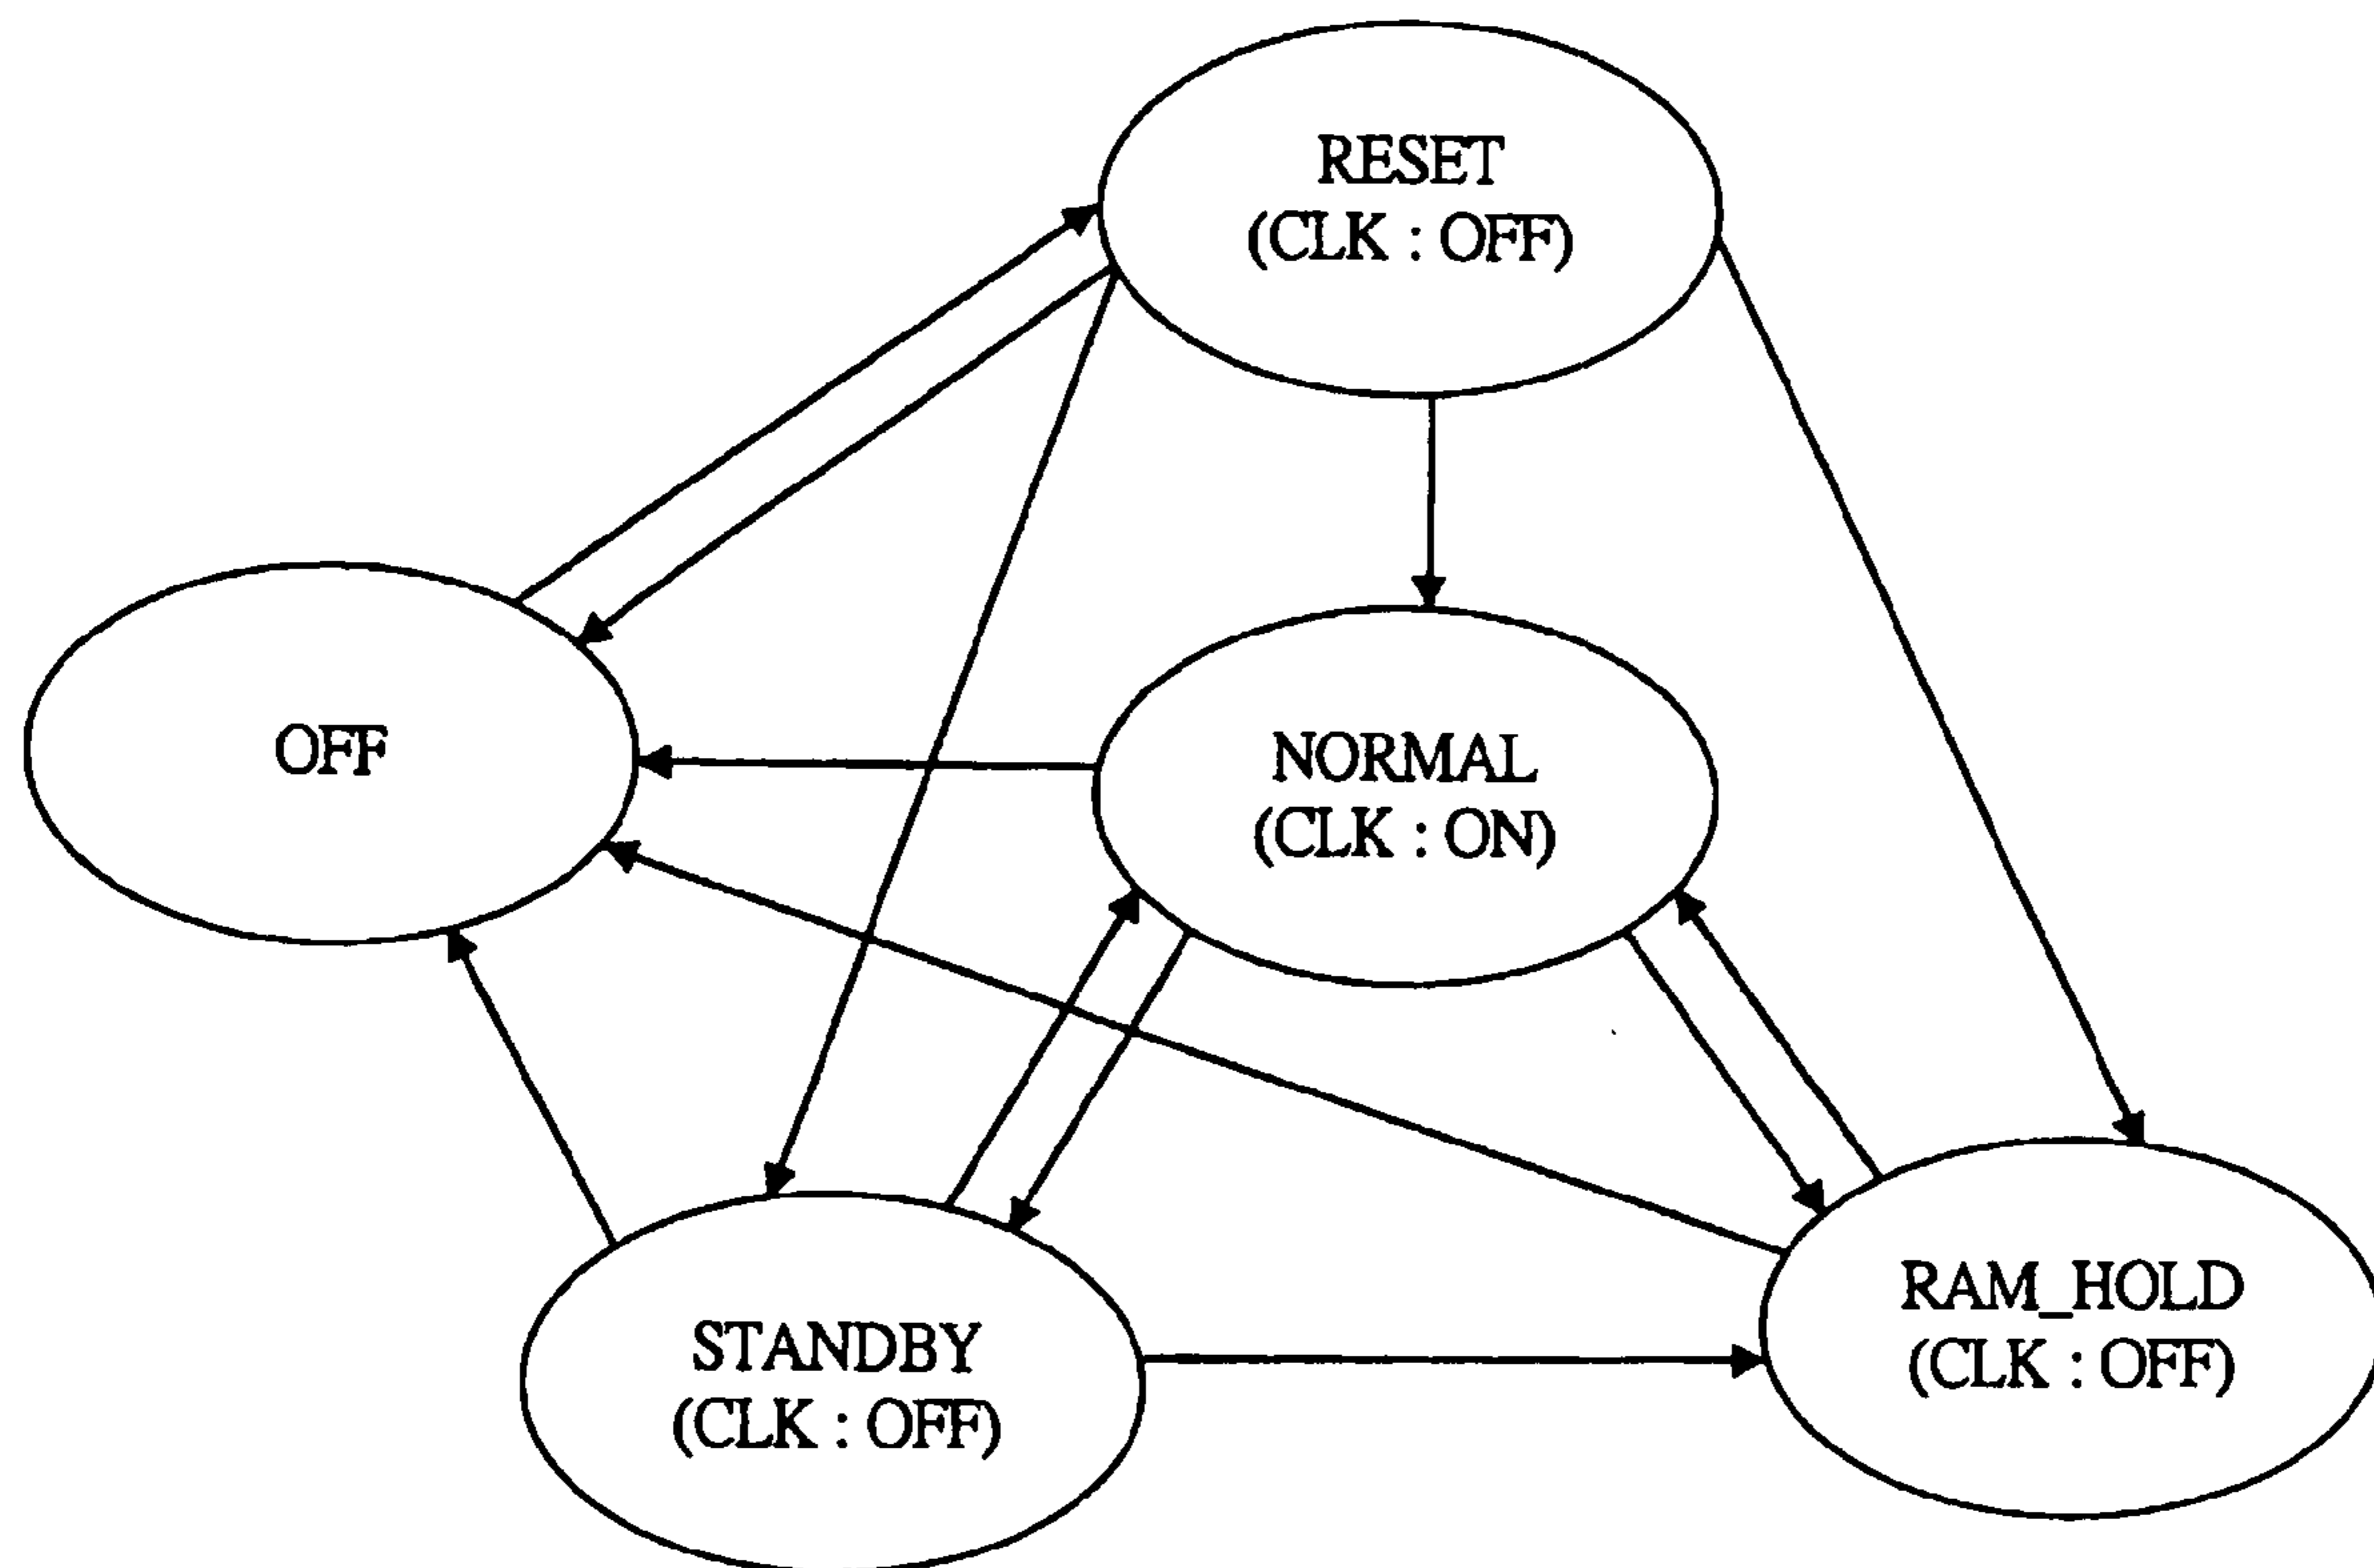 RESET
(CLK : OFF)
OFF
NORMAL
(CLK : ON)
STANDBY
(CLK : OFF)
RAM_HOLD
(CLK : OFF)